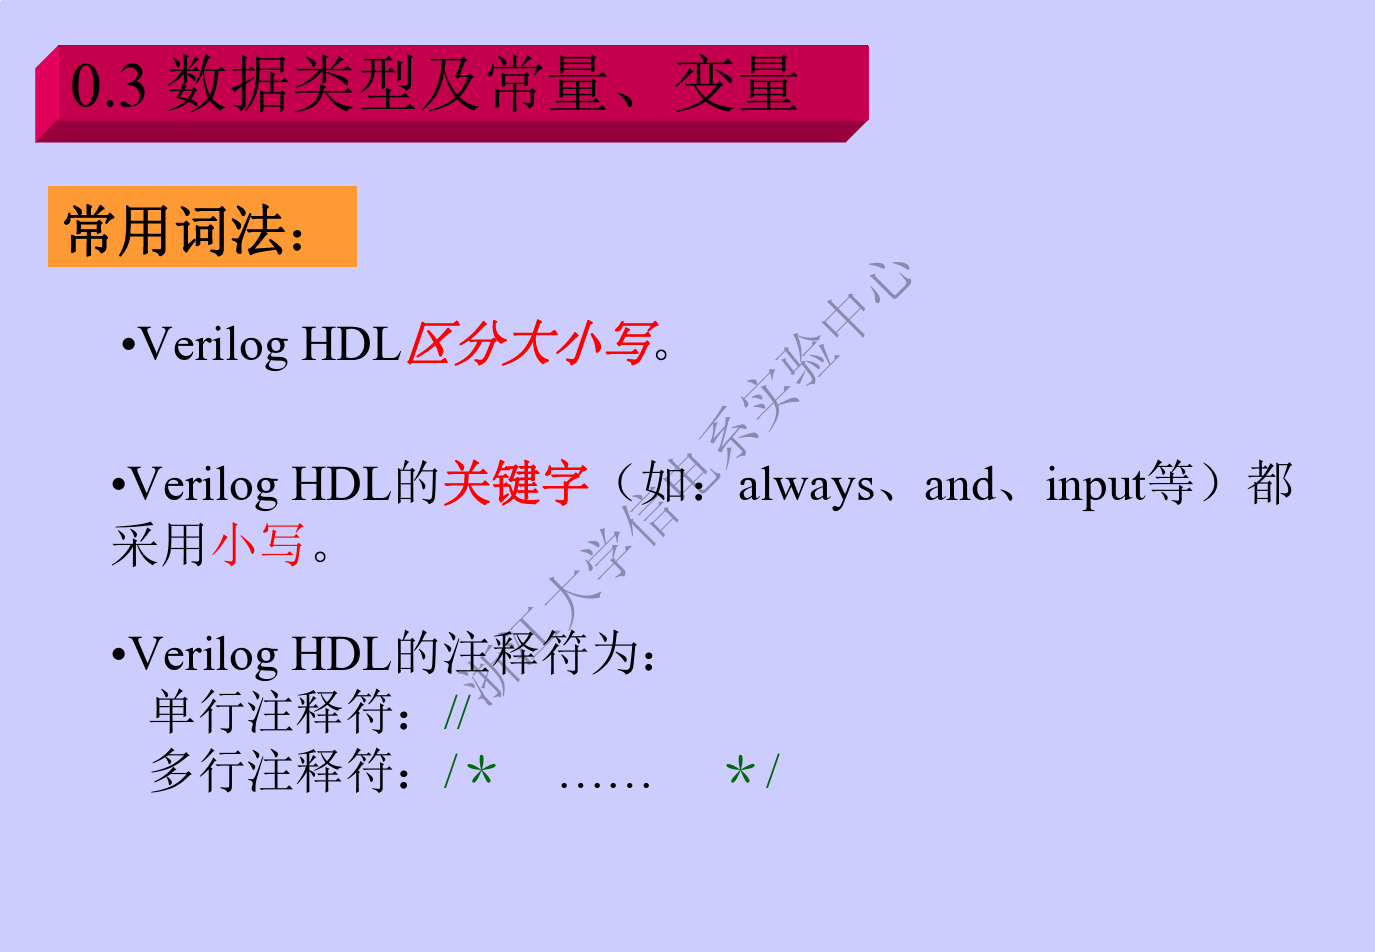 0.3 数据类型及常量、变量
常用词法：
•Verilog HDL区分大小写。
•Verilog HDL的关键字（如：always、and、input等）都
采用小写。
•Verilog HDL的注释符为：
单行注释符：//
多行注释符：/＊ …… ＊/
浙江大学信电系实验中心